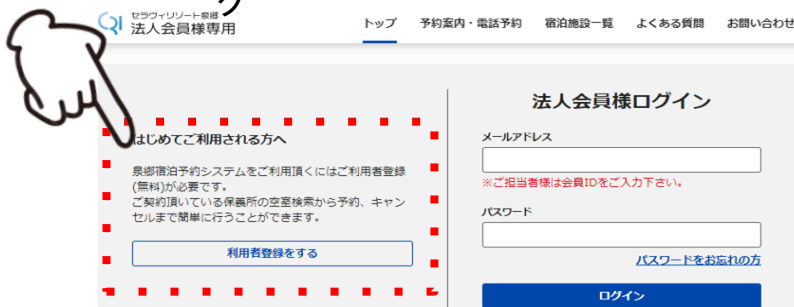 セラヴィリゾート泉郷
法人会員様専用
トップ 予約案内・電話予約 宿泊施設一覧 よくある質問 お問い合わせ
はじめてご利用される方へ
泉郷宿泊予約システムをご利用頂くにはご利用者登録
(無料)が必要です。
ご契約頂いている保養所の空室検索から予約、キャン
セルまで簡単に行うことができます。
利用者登録をする
法人会員様ログイン
メールアドレス
※ご担当者様は会員IDをご入力下さい。
パスワード
パスワードをお忘れの方
ログイン